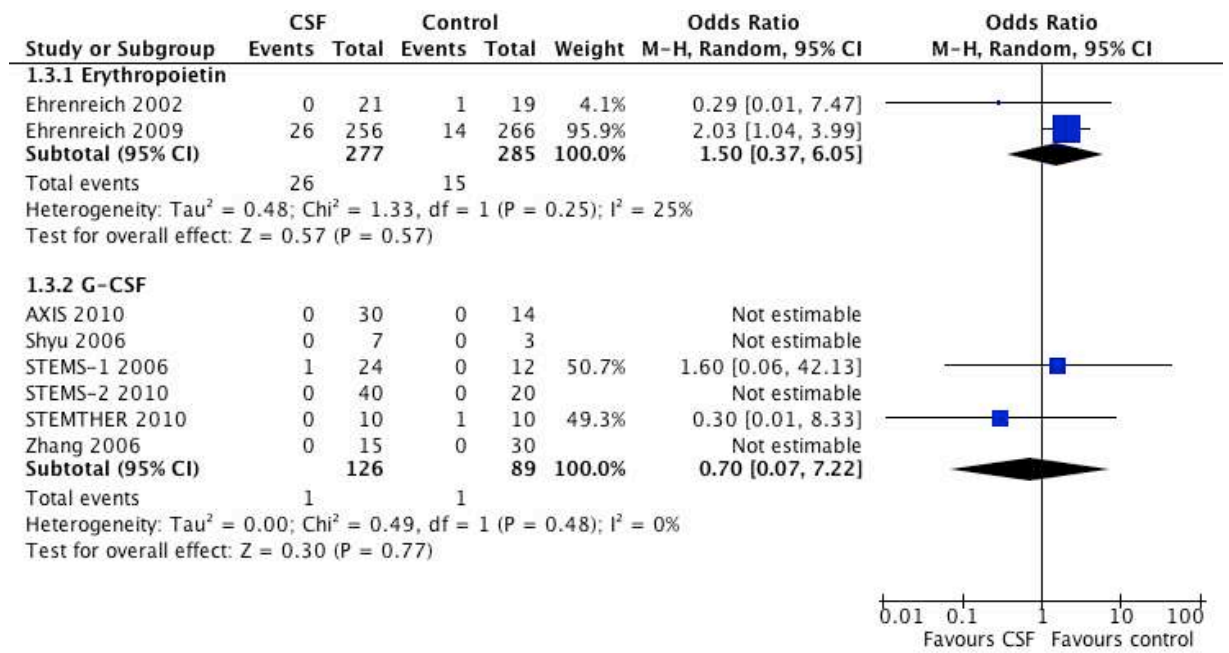 CSF Control Odds Ratio Odds Ratio
Study or Subgroup Events Total Events Total Weight M-H, Random, 95% CI M-H, Random, 95% CI
1.3.1 Erythropoietin
Ehrenreich 2002 0 21 1 19 4.1% 0.29 [0.01, 7.47]
Ehrenreich 2009 26 256 14 266 95.9% 2.03 [1.04, 3.99]
Subtotal (95% CI) 277 285 100.0% 1.50 [0.37, 6.05]
Total events 26 15
Heterogeneity: Tau² = 0.48; Chi² = 1.33, df = 1 (P = 0.25); I² = 25%
Test for overall effect: Z = 0.57 (P = 0.57)
1.3.2 G-CSF
AXIS 2010 0 30 0 14 Not estimable
Shyu 2006 0 7 0 3 Not estimable
STEMS-1 2006 1 24 0 12 50.7% 1.60 [0.06, 42.13]
STEMS-2 2010 0 40 0 20 Not estimable
STEMTHER 2010 0 10 1 10 49.3% 0.30 [0.01, 8.33]
Zhang 2006 0 15 0 30 Not estimable
Subtotal (95% CI) 126 89 100.0% 0.70 [0.07, 7.22]
Total events 1 1
Heterogeneity: Tau² = 0.00; Chi² = 0.49, df = 1 (P = 0.48); I² = 0%
Test for overall effect: Z = 0.30 (P = 0.77)
0.01 0.1 1 10 100
Favours CSF Favours control